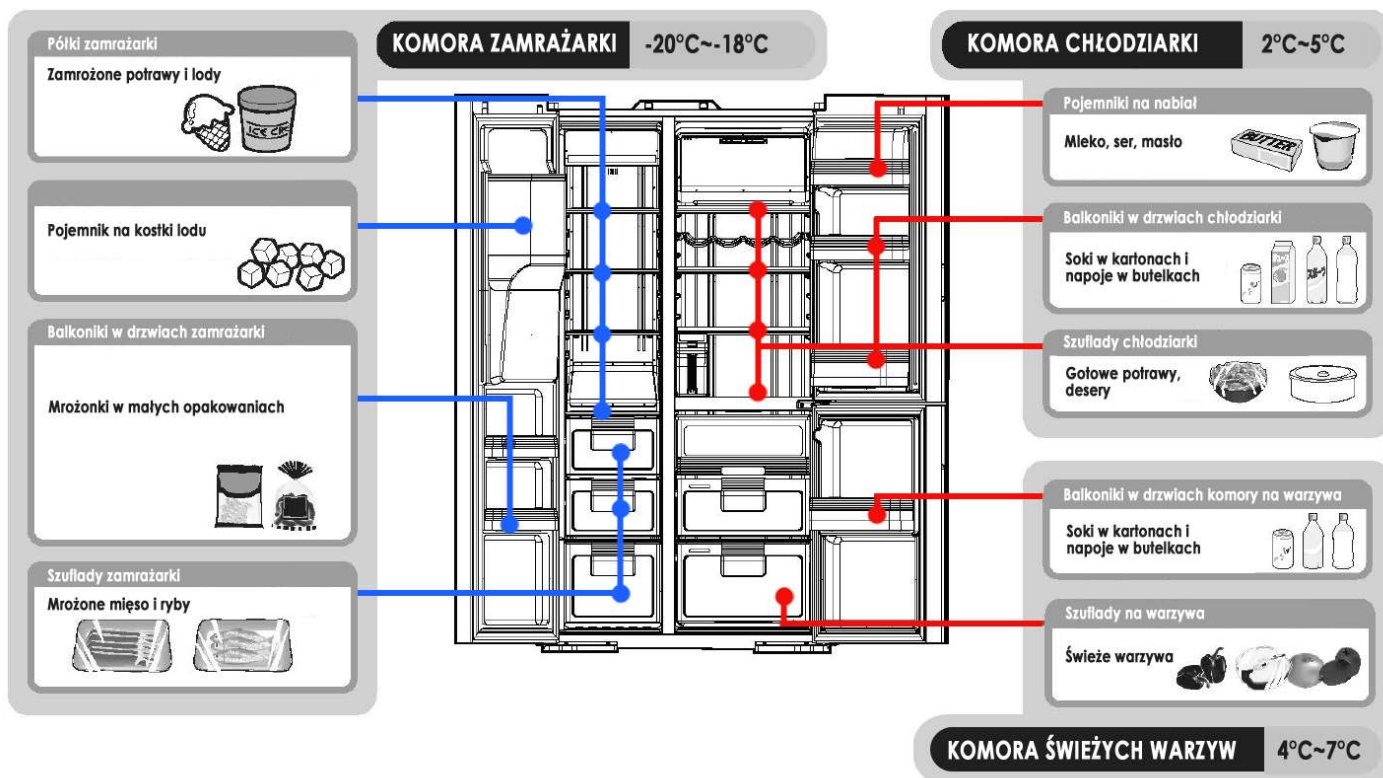 KOMORA ZAMRAŻARKI -20°C~-18°C
Półki zamrażarki
Zamrożone potrawy i lody
ICE CRE
Pojemnik na kostki lodu
Balkoniki w drzwiach zamrażarki
Mrożonki w małych opakowaniach
Szuflady zamrażarki
Mrożone mięso i ryby
KOMORA CHŁODZIARKI 2°C~5°C
Pojemniki na nabiał
Mleko, ser, masło
BUTTER
Balkoniki w drzwiach chłodziarki
Soki w kartonach i
napoje w butelkach
Szuflady chłodziarki
Gotowe potrawy,
desery
Balkoniki w drzwiach komory na warzywa
Soki w kartonach i
napoje w butelkach
Szuflady na warzywa
Świeże warzywa
KOMORA ŚWIEŻYCH WARZYW 4°C~7°C